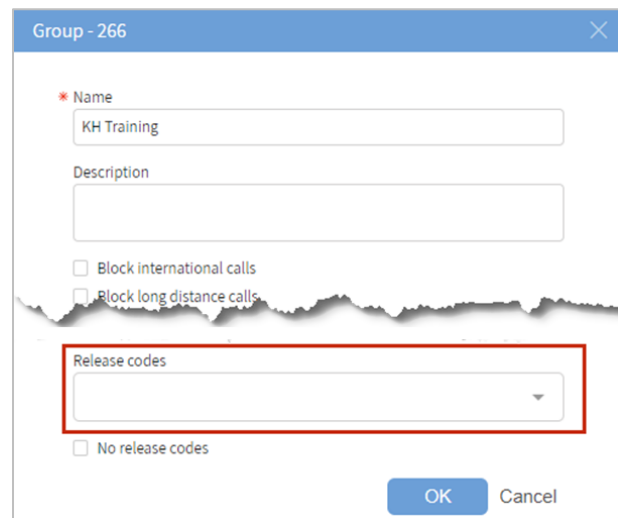 Group - 266
* Name
KH Training
Description
Block international calls
Block long distance calls
Release codes
No release codes
OK Cancel